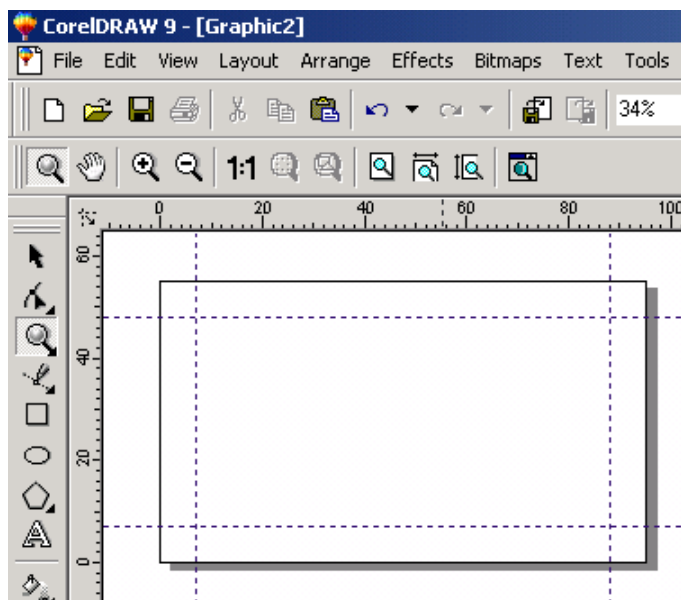 CorelDRAW 9 - [Graphic2]
File Edit View Layout Arrange Effects Bitmaps Text Tools
34%
1:1
0 20 40 60 80 100
60
40
20
0